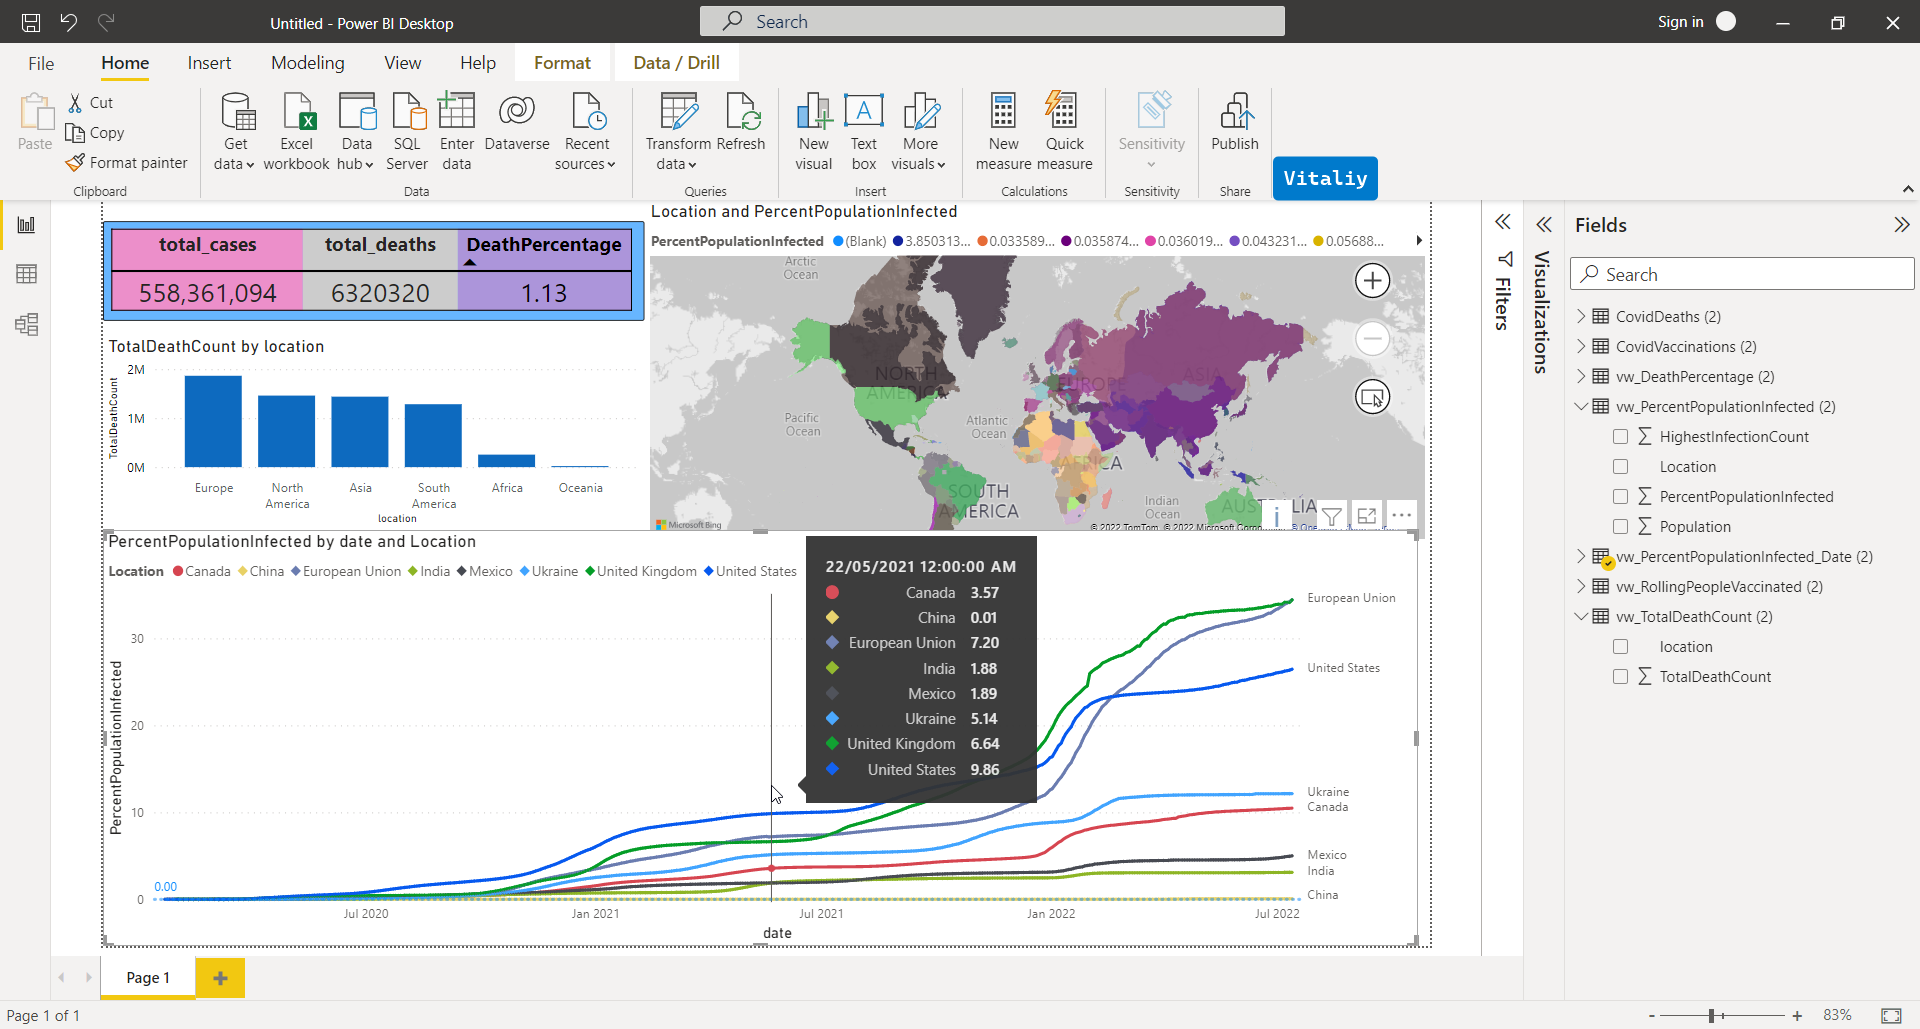 Untitled - Power BI Desktop
Search
Sign in
File
Home
Insert
Modeling
View
Help
Format
Data / Drill
Paste
Cut
Copy
Format painter
Clipboard
Get data
Excel workbook
Data hub
SQL Server
Enter data
Dataverse
Recent sources
Data
Transform data
Refresh
Queries
New visual
Text box
More visuals
Insert
New measure
Quick measure
Calculations
Sensitivity
Sensitivity
Publish
Share
Vitaliy
total_cases total_deaths DeathPercentage
558,361,094 6320320 1.13
TotalDeathCount by location
TotalDeathCount
2M
1M
0M
Europe
North America
Asia
South America
Africa
Oceania
location
Location and PercentPopulationInfected
PercentPopulationInfected (Blank) 3.850313... 0.033589... 0.035874... 0.036019... 0.043231... 0.05688...
Arctic Ocean
NORTH AMERICA
EUROPE
ASIA
Pacific Ocean
Atlantic Ocean
AFRICA
SOUTH AMERICA
Indian Ocean
Microsoft Bing
© 2022 TomTom, © 2022 Microsoft
PercentPopulationInfected by date and Location
Location Canada China European Union India Mexico Ukraine United Kingdom United States
PercentPopulationInfected
30
20
10
0
0.00
Jul 2020
Jan 2021
Jul 2021
Jan 2022
Jul 2022
date
22/05/2021 12:00:00 AM
Canada 3.57
China 0.01
European Union 7.20
India 1.88
Mexico 1.89
Ukraine 5.14
United Kingdom 6.64
United States 9.86
European Union
United States
Ukraine
Canada
Mexico
India
China
Filters
Visualizations
Fields
Search
CovidDeaths (2)
CovidVaccinations (2)
vw_DeathPercentage (2)
vw_PercentPopulationInfected (2)
HighestInfectionCount
Location
PercentPopulationInfected
Population
vw_PercentPopulationInfected_Date (2)
vw_RollingPeopleVaccinated (2)
vw_TotalDeathCount (2)
location
TotalDeathCount
Page 1
Page 1 of 1
83%